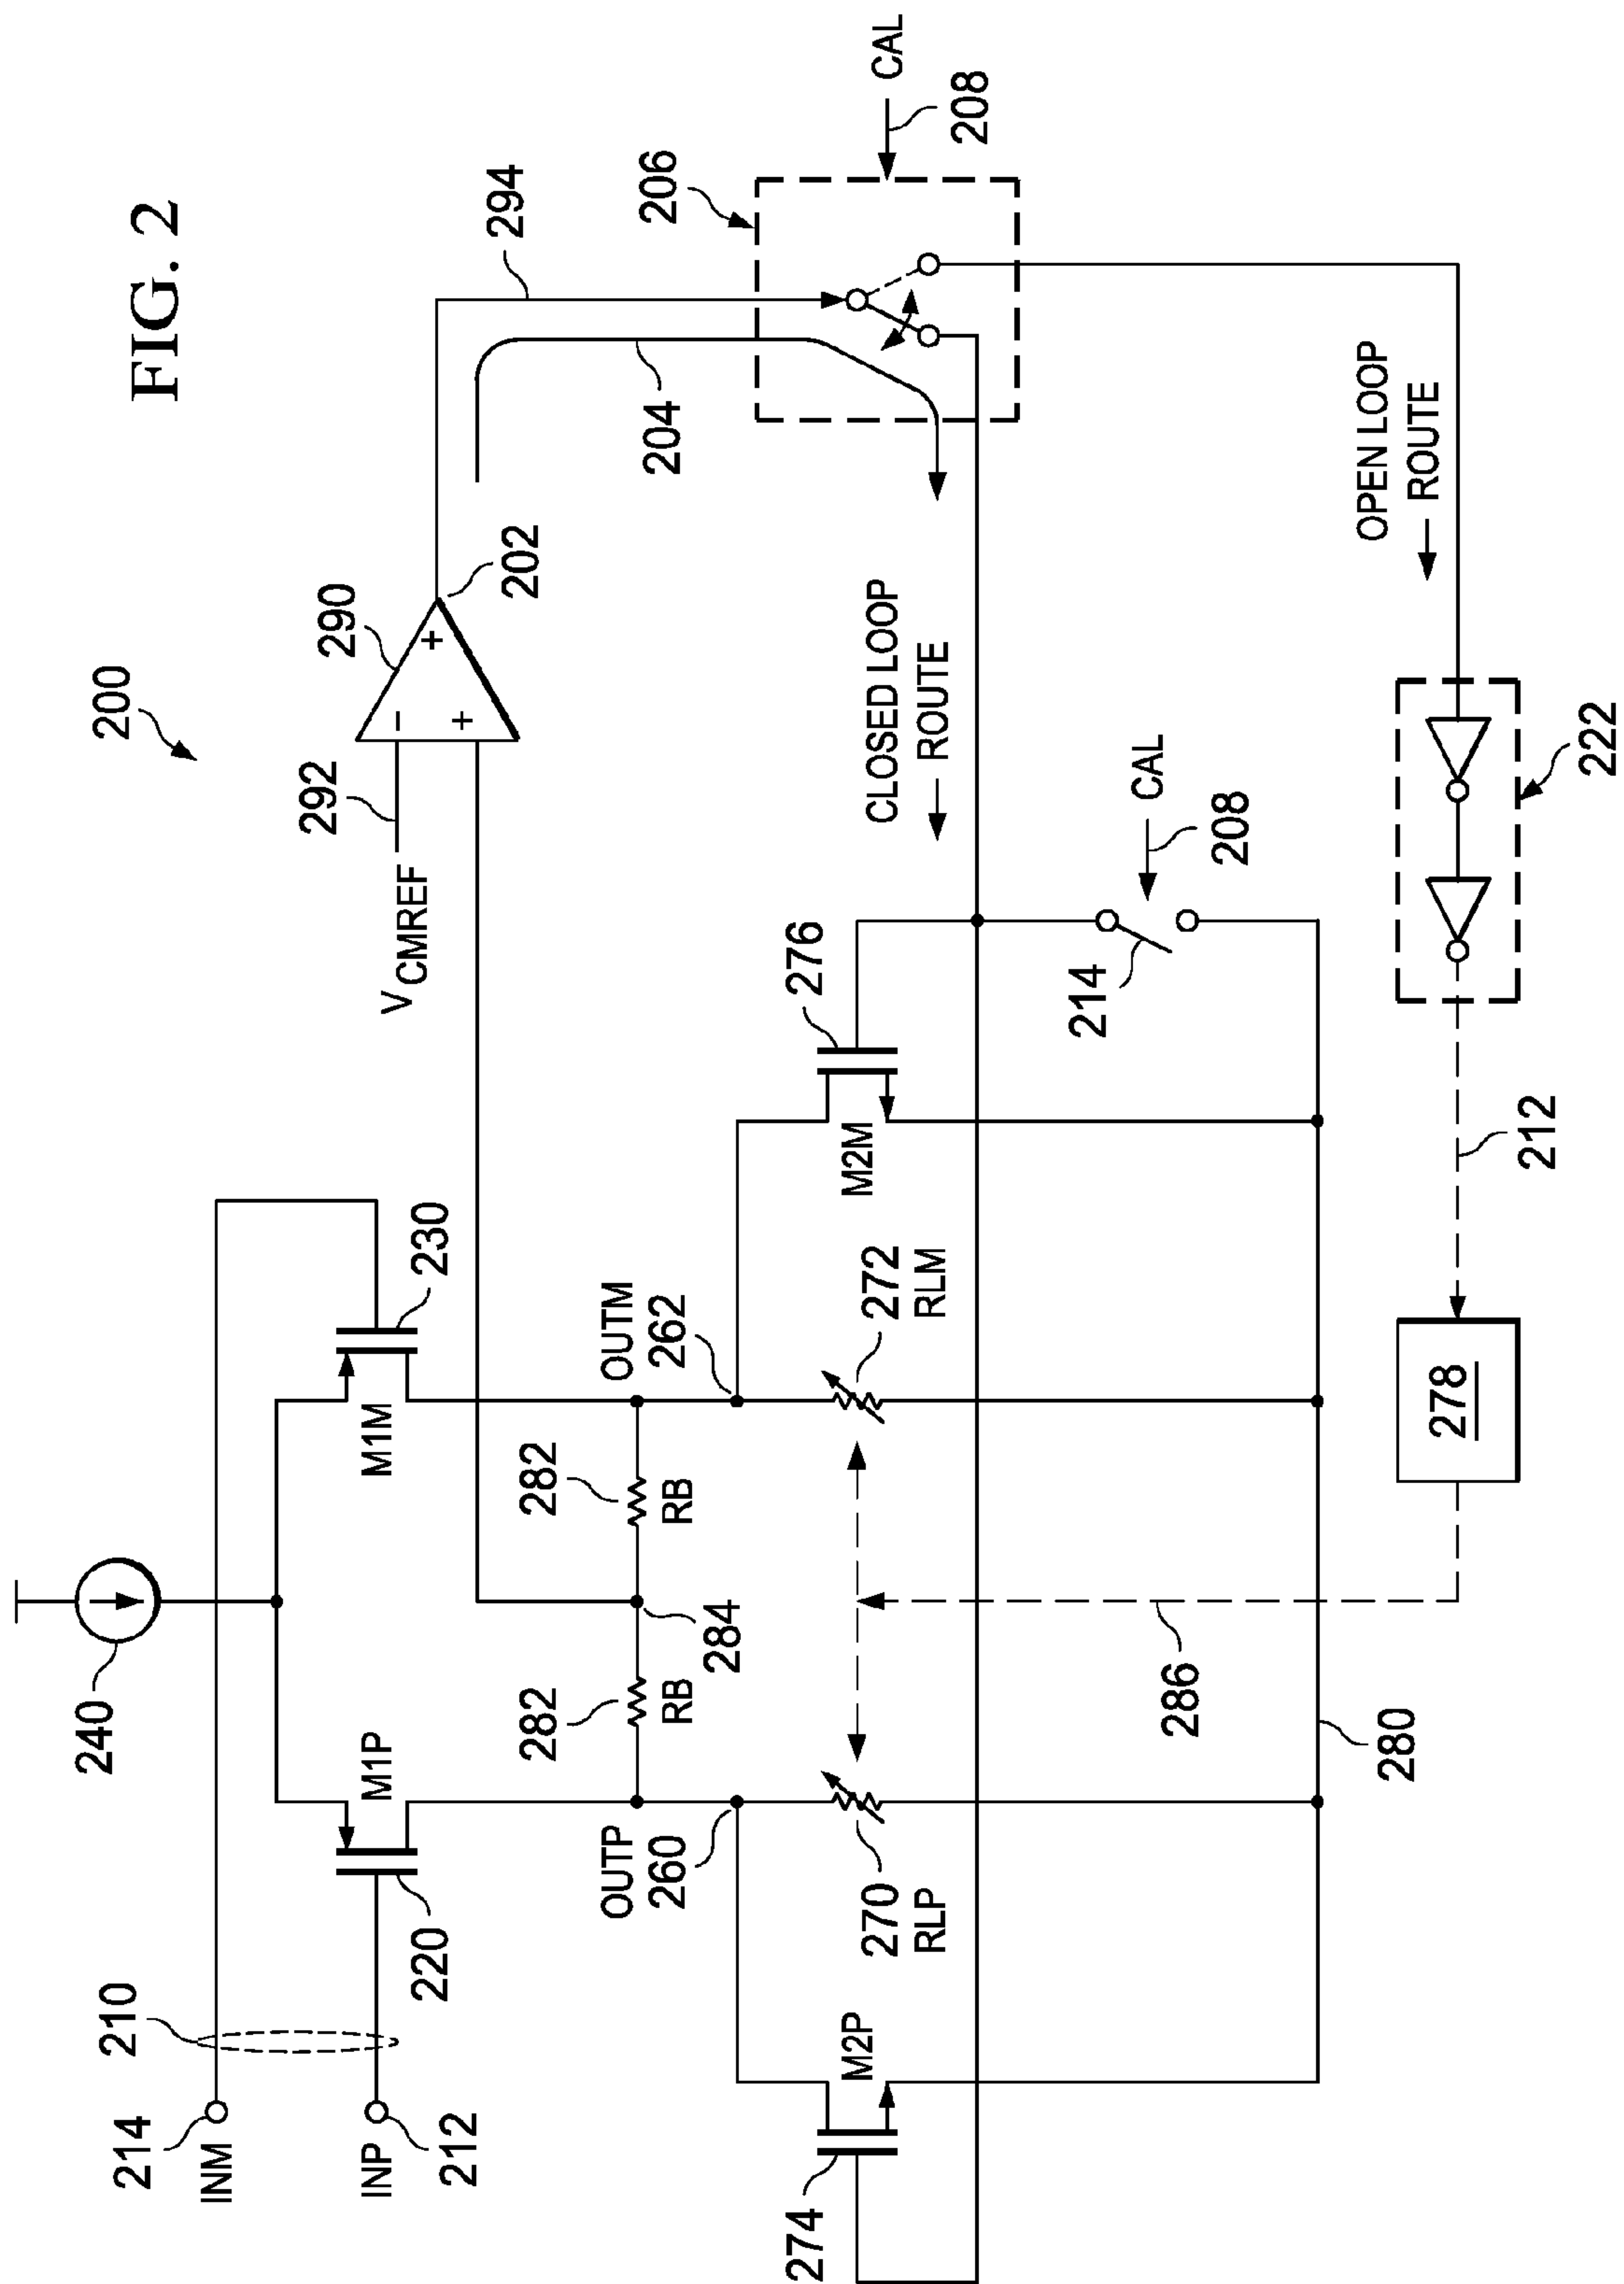 FIG. 2
200
240
210
214
INM
INP
212
220
M1P
M1M
230
VCMREF
292
290
202
294
204
206
CAL
208
282
RB
282
RB
284
OUTP
260
OUTM
262
274
M2P
270
RLP
272
RLM
M2M
276
CLOSED LOOP
ROUTE
CAL
208
214
286
280
OPEN LOOP
ROUTE
278
212
222